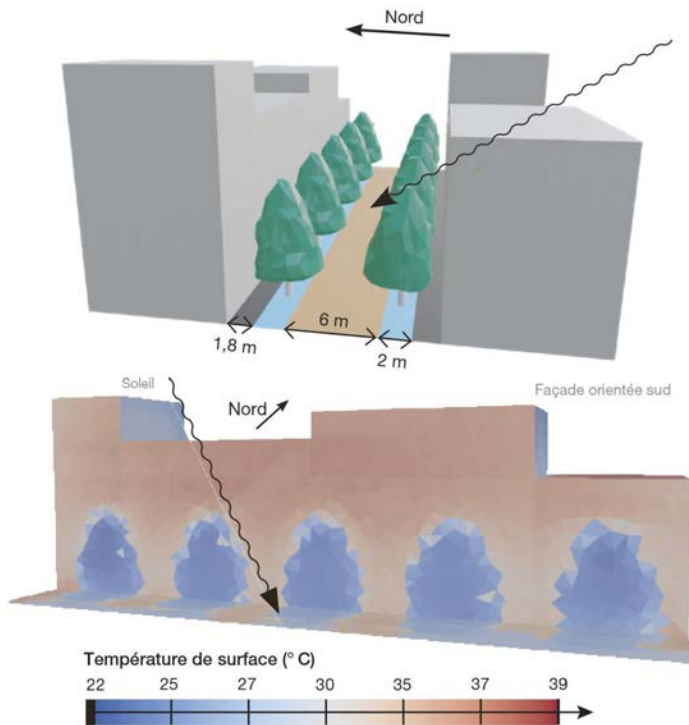 Nord
6 m
1,8 m
2 m
Soleil
Façade orientée sud
Nord
Température de surface (° C)
22 25 27 30 35 37 39